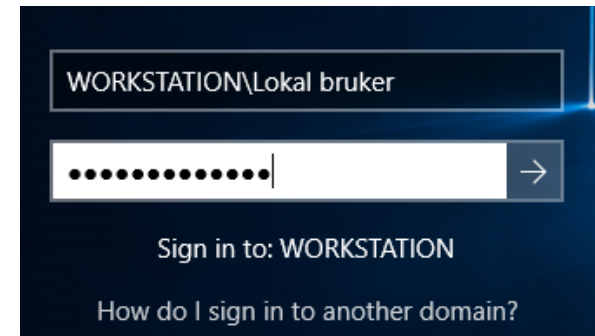 WORKSTATION\Lokal bruker
•••••••••••••
Sign in to: WORKSTATION
How do I sign in to another domain?